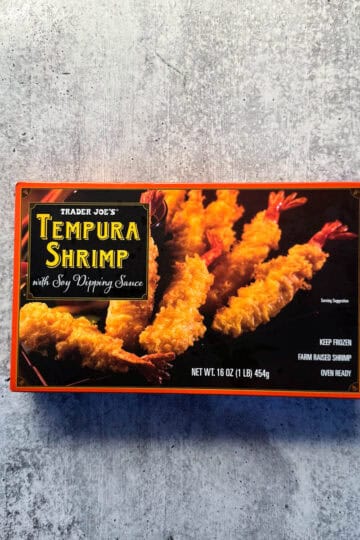 TRADER JOE'S™
TEMPURA
SHRIMP
with Soy Dipping Sauce
Serving Suggestion
KEEP FROZEN
FARM RAISED SHRIMP
OVEN READY
NET WT. 16 OZ (1 LB) 454g